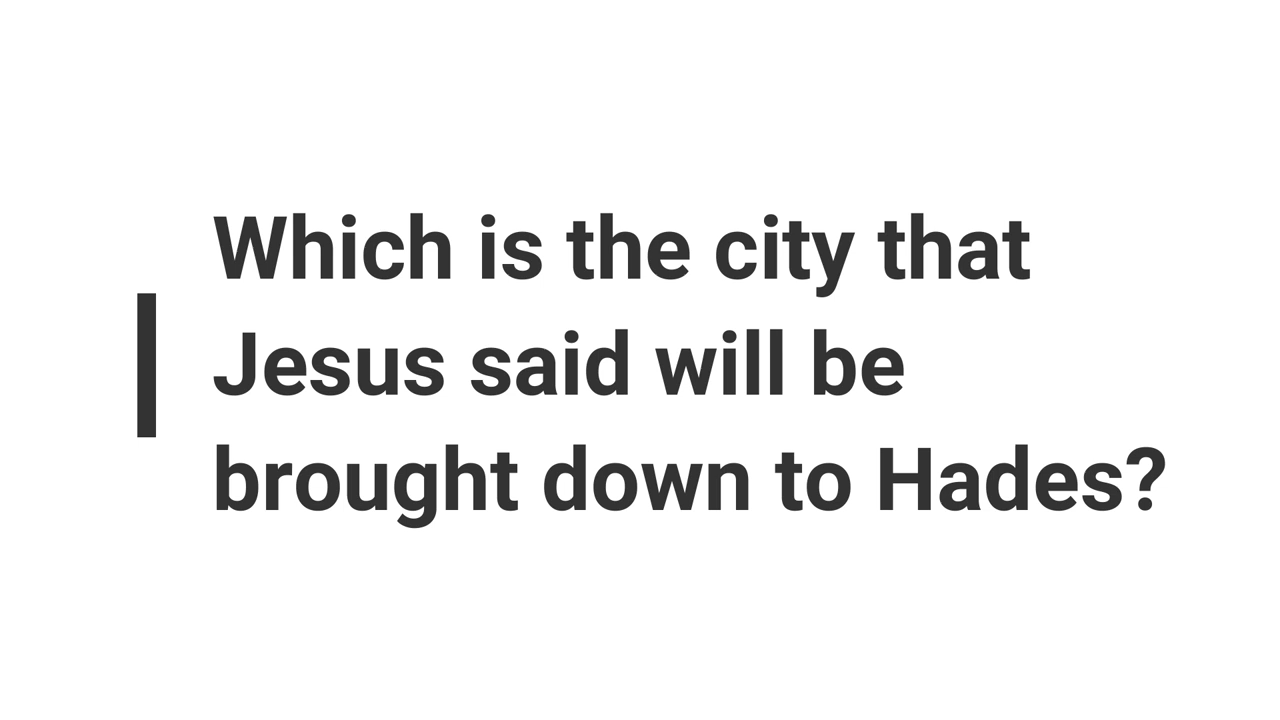 Which is the city that
Jesus said will be
brought down to Hades?